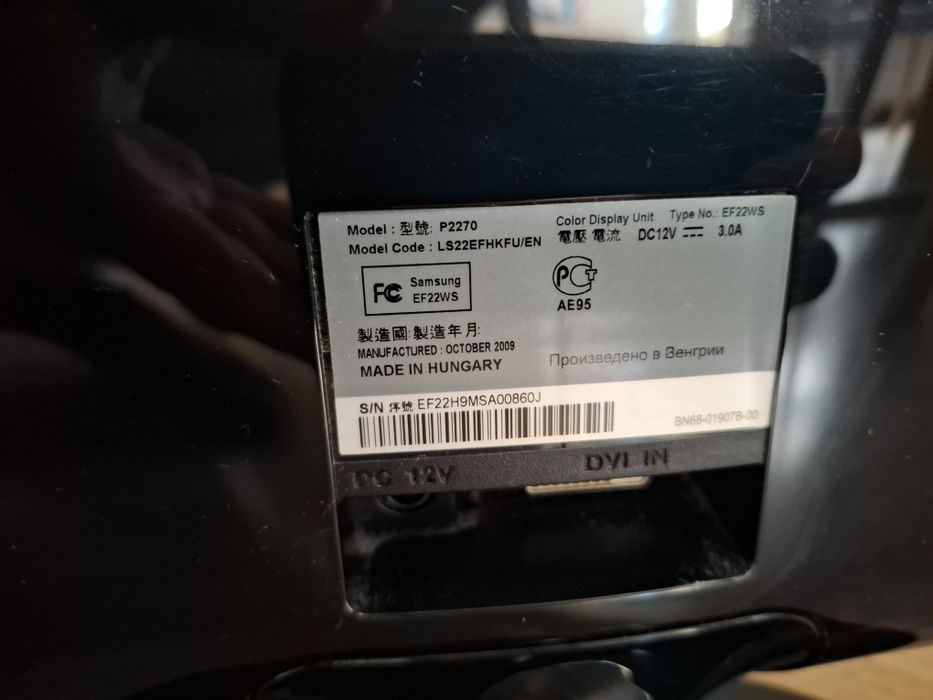 Model : 型號: P2270
Model Code : LS22EFHKFU/EN
Color Display Unit Type No.: EF22WS
電壓 電流 DC12V 3.0A
FC Samsung
EF22WS
PCT
AE95
製造國: 製造年月:
MANUFACTURED : OCTOBER 2009
MADE IN HUNGARY
Произведено в Венгрии
S/N 序號 EF22H9MSA00860J
BN68-01907B-00
DC 12V
DVI IN